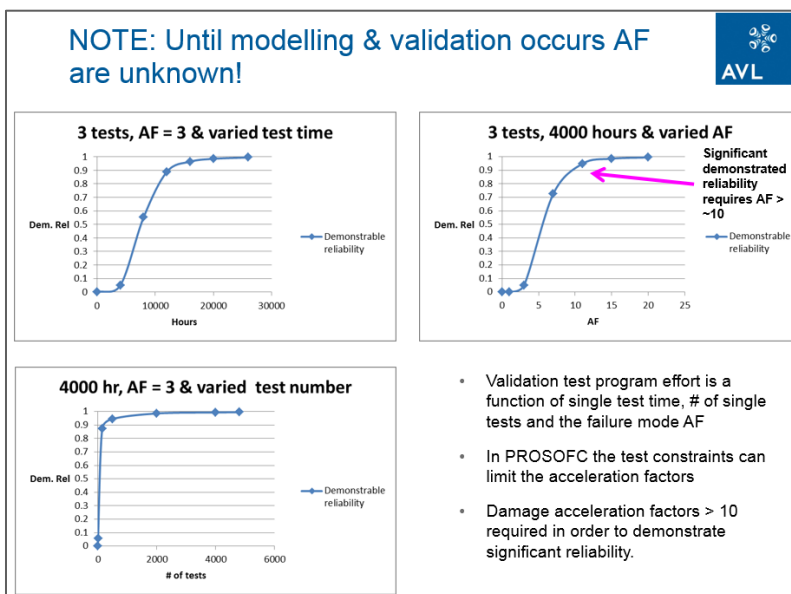 NOTE: Until modelling & validation occurs AF
are unknown!
AVL
3 tests, AF = 3 & varied test time
1
0.9
0.8
0.7
0.6
Dem. Rel 0.5
0.4
0.3
0.2
0.1
0
0 10000 20000 30000
Hours
Demonstrable
reliability
3 tests, 4000 hours & varied AF
1
0.9
0.8
0.7
0.6
Dem. Rel 0.5
0.4
0.3
0.2
0.1
0
0 5 10 15 20 25
AF
Significant
demonstrated
reliability
requires AF >
~10
Demonstrable
reliability
4000 hr, AF = 3 & varied test number
1
0.9
0.8
0.7
0.6
Dem. Rel 0.5
0.4
0.3
0.2
0.1
0
0 2000 4000 6000
# of tests
Demonstrable
reliability
• Validation test program effort is a
function of single test time, # of single
tests and the failure mode AF
• In PROSOFC the test constraints can
limit the acceleration factors
• Damage acceleration factors > 10
required in order to demonstrate
significant reliability.